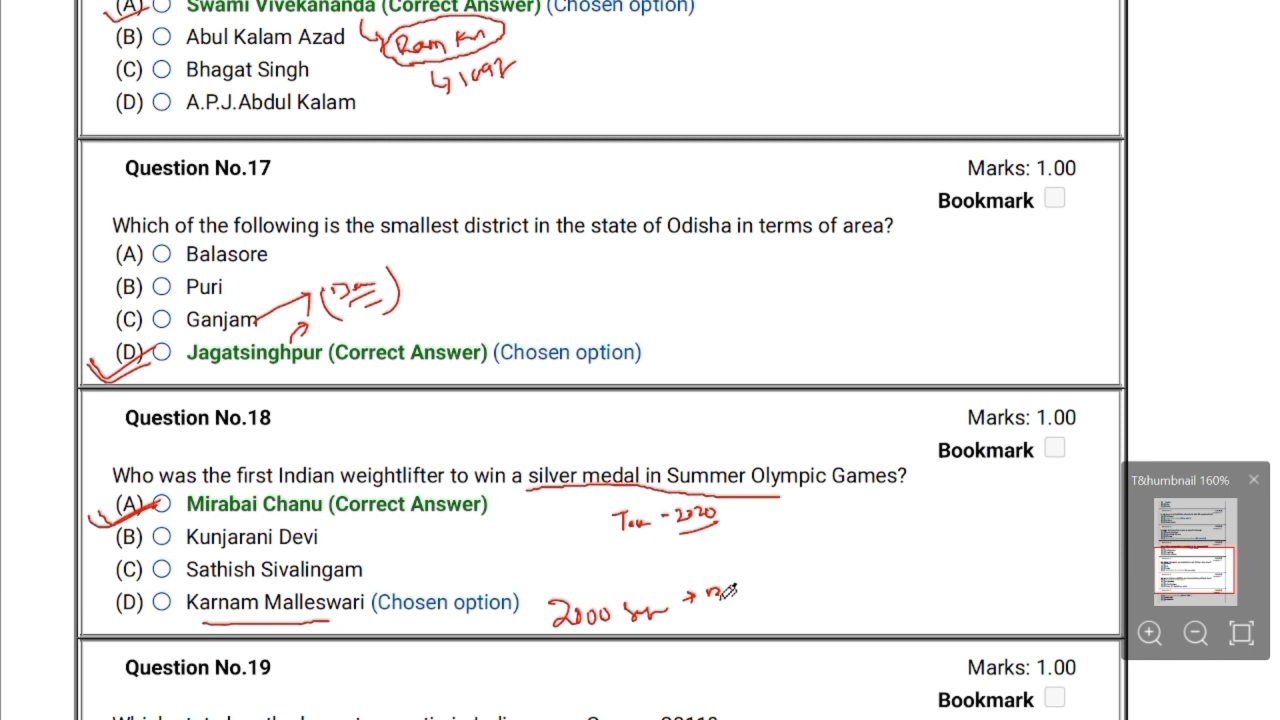 (A) Swami Vivekananda (Correct Answer) (Chosen option)
(B) Abul Kalam Azad
Ram Kri
(C) Bhagat Singh
(D) A.P.J.Abdul Kalam
Question No.17 Marks: 1.00
Bookmark
Which of the following is the smallest district in the state of Odisha in terms of area?
(A) Balasore
(B) Puri
(C) Ganjam
(D) Jagatsinghpur (Correct Answer) (Chosen option)
Question No.18 Marks: 1.00
Bookmark
Who was the first Indian weightlifter to win a silver medal in Summer Olympic Games?
(A) Mirabai Chanu (Correct Answer)
2020
(B) Kunjarani Devi
(C) Sathish Sivalingam
(D) Karnam Malleswari (Chosen option)
2000
Question No.19 Marks: 1.00
Bookmark
T&humbnail 160%